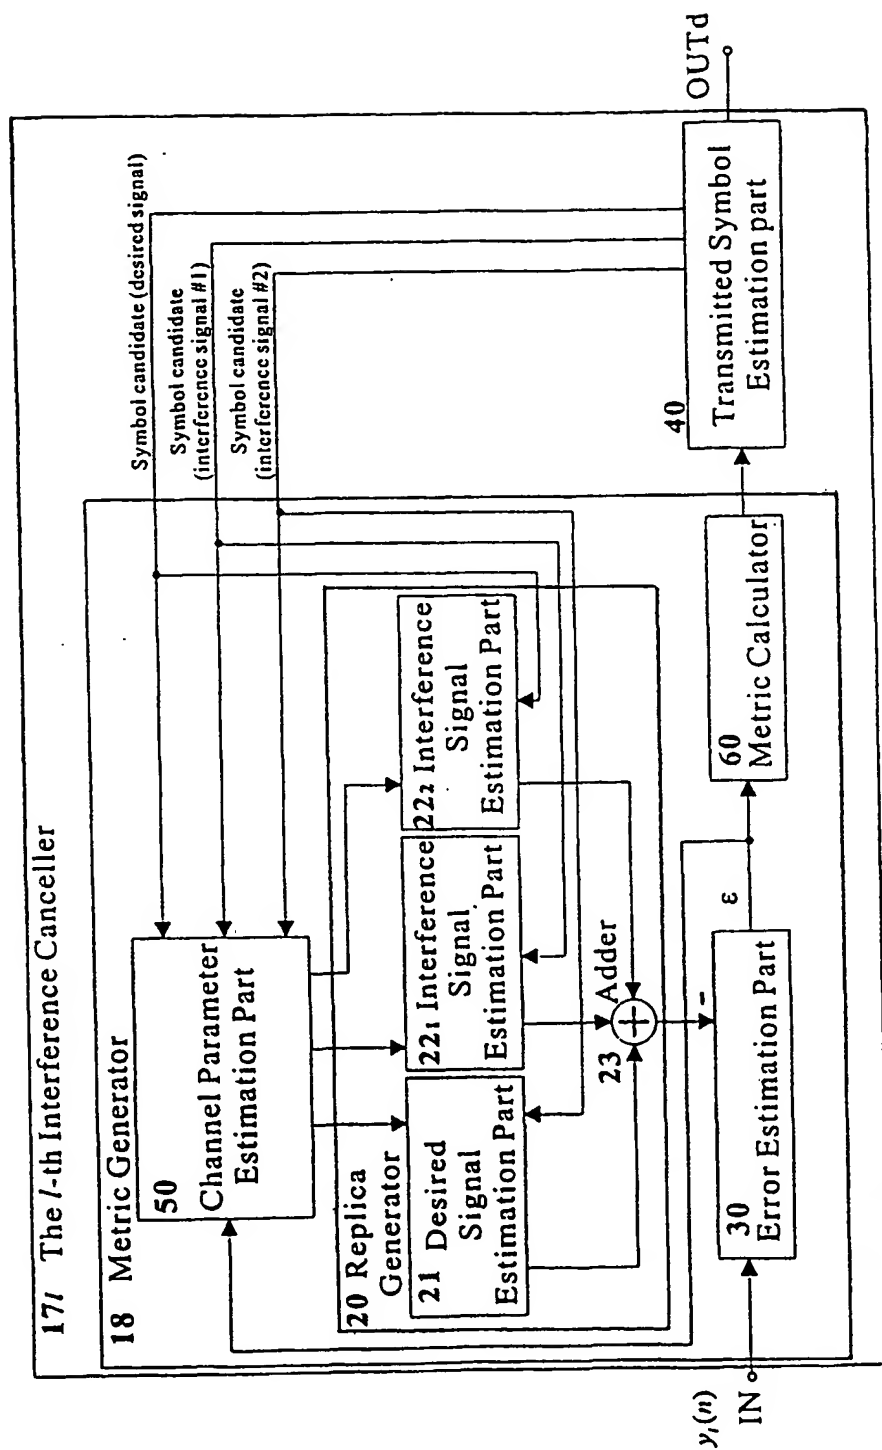 17l The l-th Interference Canceller
18 Metric Generator
50
Channel Parameter
Estimation Part
Symbol candidate (desired signal)
Symbol candidate
(interference signal #1)
Symbol candidate
(interference signal #2)
20 Replica
Generator
21 Desired
Signal
Estimation Part
22₁ Interference
Signal
Estimation Part
22₂ Interference
Signal
Estimation Part
23
Adder
+
-
yₗ(n)
IN
30
Error Estimation Part
ε
60
Metric Calculator
40
Transmitted Symbol
Estimation part
OUTd